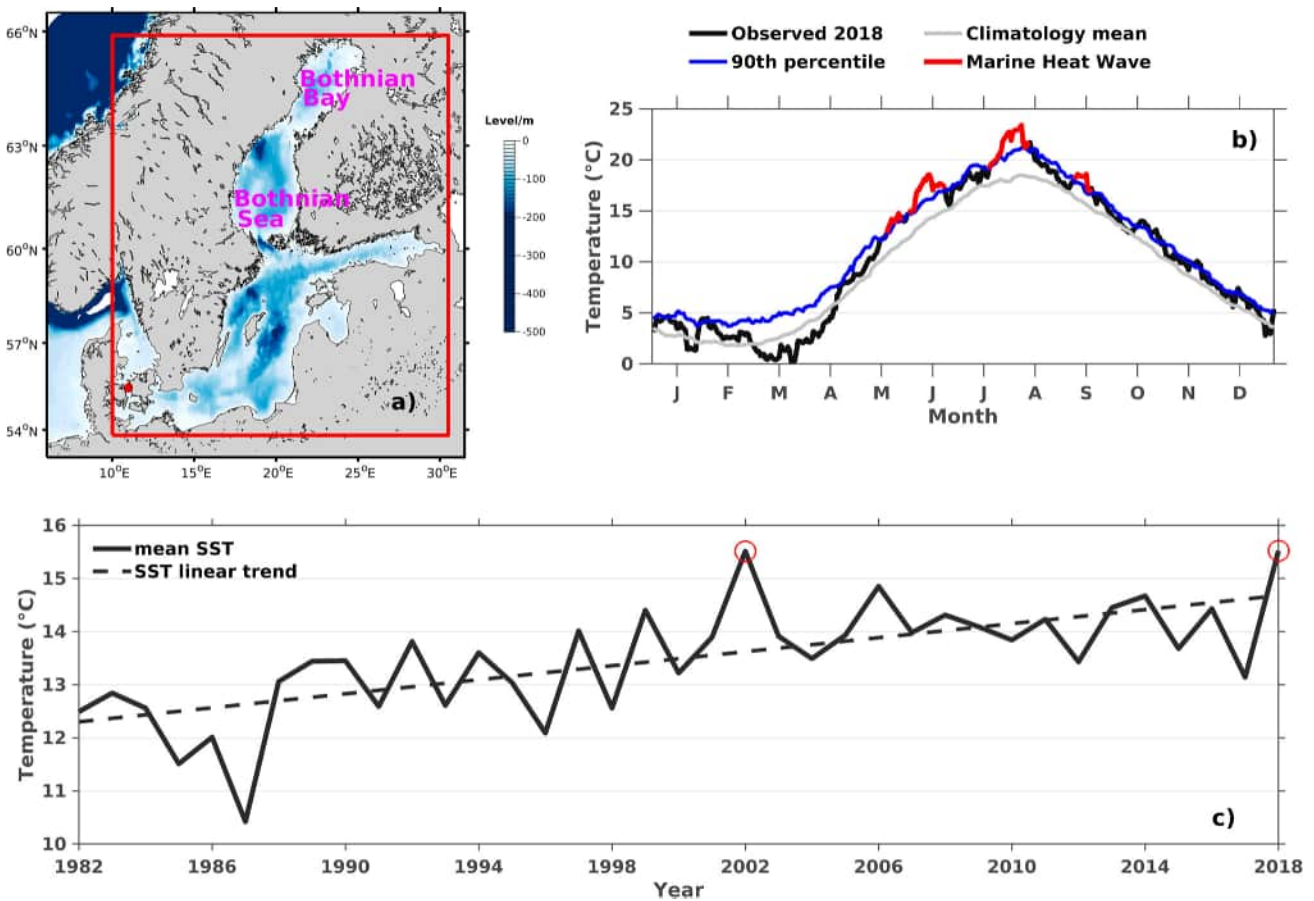 66°N
63°N
60°N
57°N
54°N
10°E 15°E 20°E 25°E 30°E
Bothnian
Bay
Bothnian
Sea
a)
Level/m
0
-100
-200
-300
-400
-500
Observed 2018 Climatology mean
90th percentile Marine Heat Wave
b)
Temperature (°C)
25
20
15
10
5
0
J F M A M J J A S O N D
Month
mean SST
SST linear trend
c)
Temperature (°C)
16
15
14
13
12
11
10
1982 1986 1990 1994 1998 2002 2006 2010 2014 2018
Year